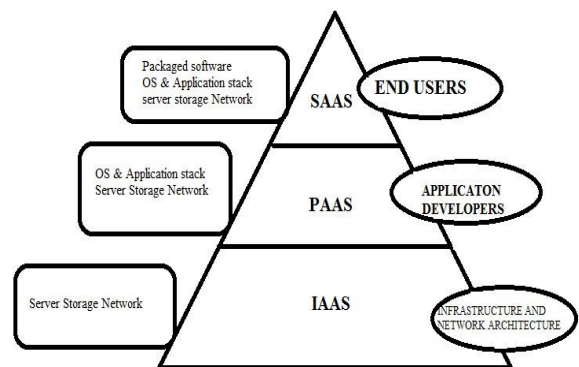 Packaged software
OS & Application stack
server storage Network
SAAS
END USERS
OS & Application stack
Server Storage Network
PAAS
APPLICATON
DEVELOPERS
Server Storage Network
IAAS
INFRASTRUCTURE AND
NETWORK ARCHITECTURE